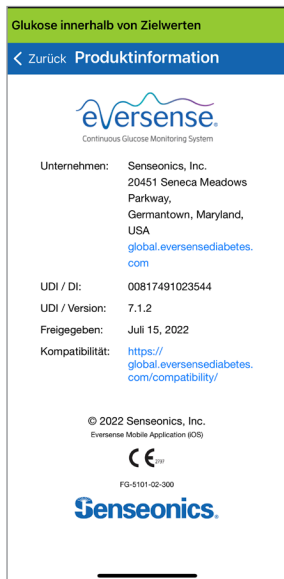 Glukose innerhalb von Zielwerten
Zurück Produktinformation
eversense.
Continuous Glucose Monitoring System
Unternehmen: Senseonics, Inc.
20451 Seneca Meadows
Parkway,
Germantown, Maryland,
USA
global.eversensediabetes.
com
UDI / DI: 00817491023544
UDI / Version: 7.1.2
Freigegeben: Juli 15, 2022
Kompatibilität: https://
global.eversensediabetes.
com/compatibility/
© 2022 Senseonics, Inc.
Eversense Mobile Application (iOS)
CE 2797
FG-5101-02-300
Senseonics.